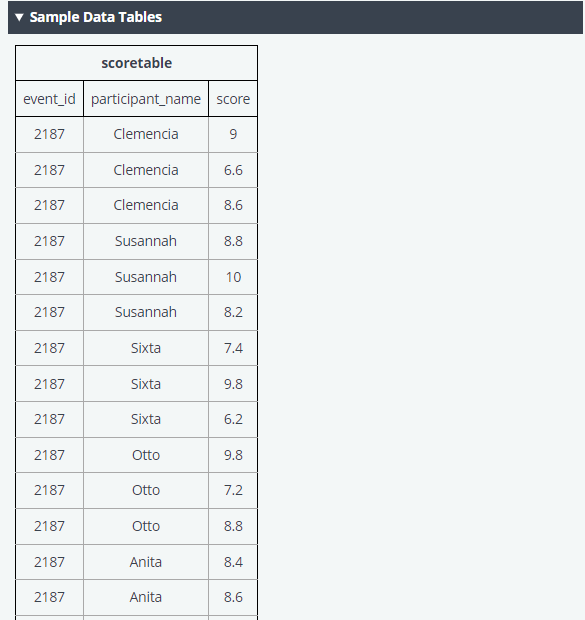 ▼ Sample Data Tables
scoretable
event_id participant_name score
2187 Clemencia 9
2187 Clemencia 6.6
2187 Clemencia 8.6
2187 Susannah 8.8
2187 Susannah 10
2187 Susannah 8.2
2187 Sixta 7.4
2187 Sixta 9.8
2187 Sixta 6.2
2187 Otto 9.8
2187 Otto 7.2
2187 Otto 8.8
2187 Anita 8.4
2187 Anita 8.6